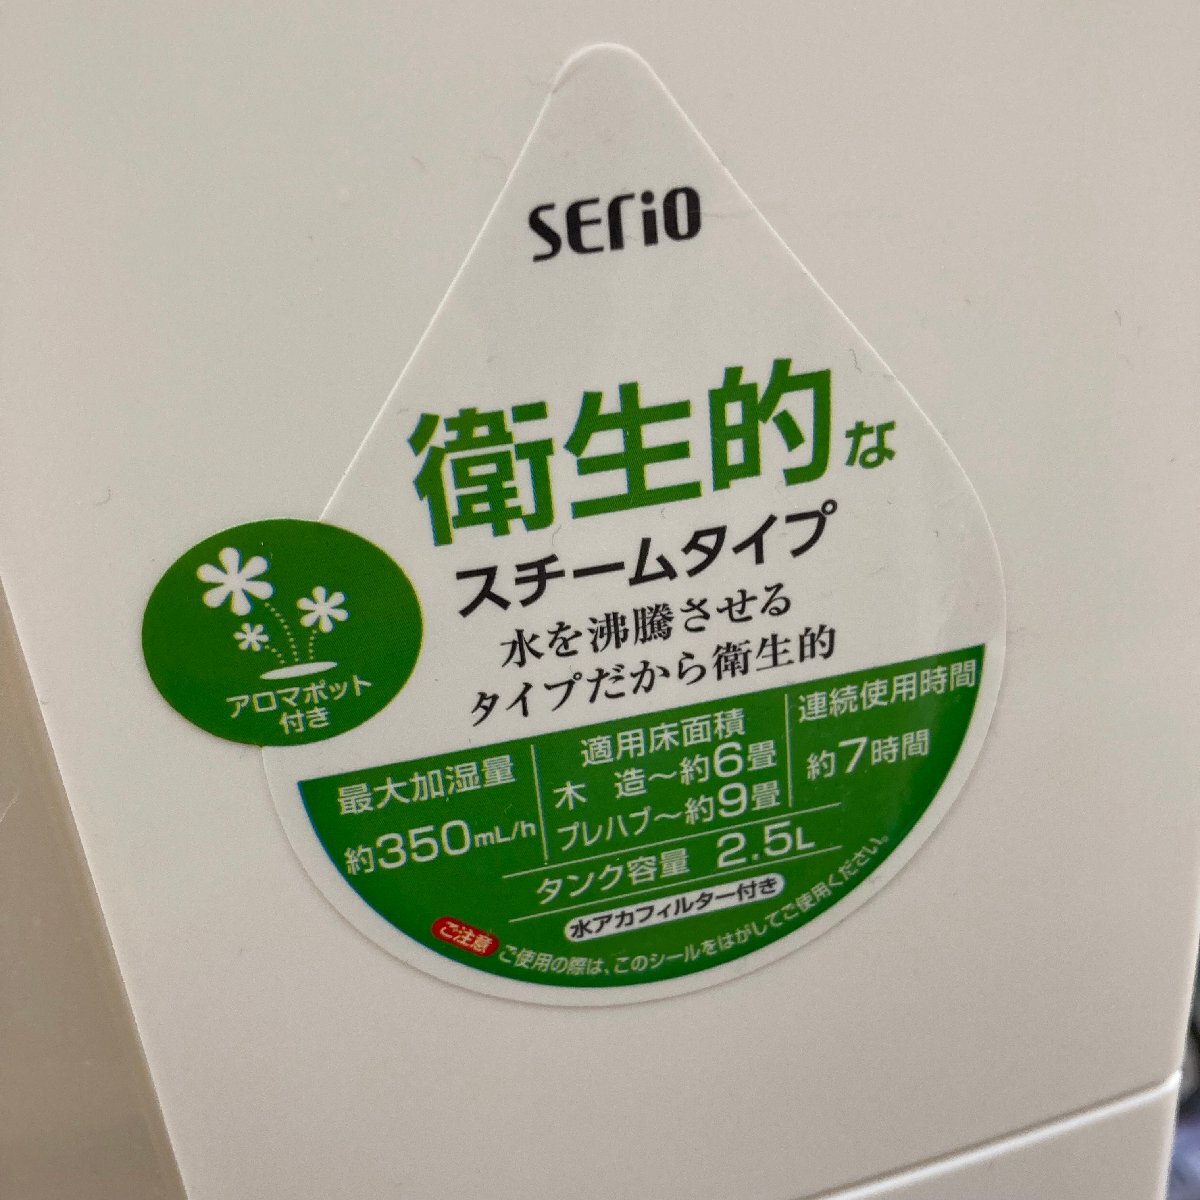 serio
衛生的な
スチームタイプ
水を沸騰させる
タイプだから衛生的
アロマポット
付き
最大加湿量
約350mL/h
適用床面積
木 造〜約6畳
プレハブ〜約9畳
連続使用時間
約7時間
タンク容量 2.5L
水アカフィルター付き
ご注意 ご使用の際は、このシールをはがしてご使用ください。